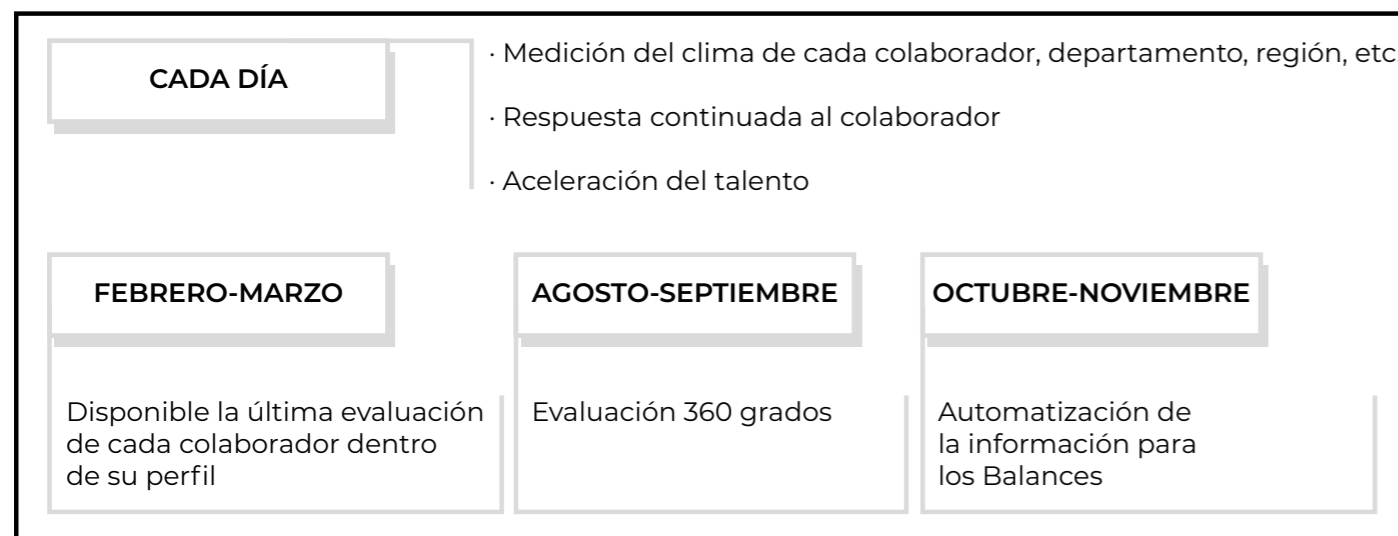 CADA DÍA
· Medición del clima de cada colaborador, departamento, región, etc
· Respuesta continuada al colaborador
· Aceleración del talento
FEBRERO-MARZO
Disponible la última evaluación
de cada colaborador dentro
de su perfil
AGOSTO-SEPTIEMBRE
Evaluación 360 grados
OCTUBRE-NOVIEMBRE
Automatización de
la información para
los Balances